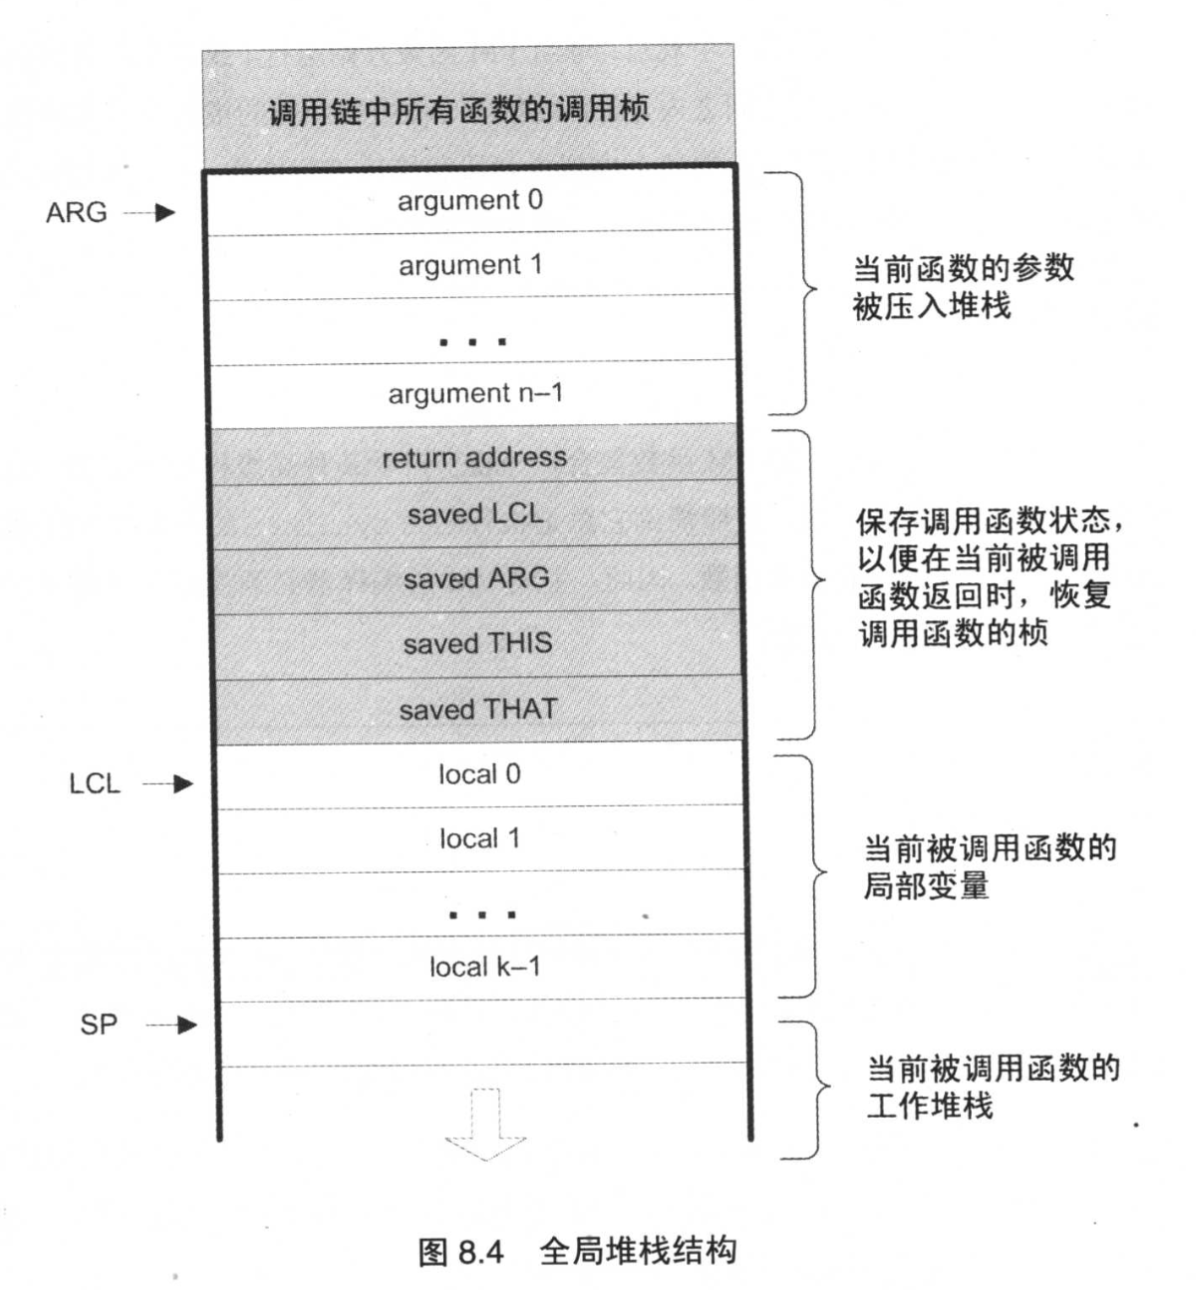 调用链中所有函数的调用桢
ARG
argument 0
argument 1
...
argument n–1
当前函数的参数
被压入堆栈
return address
saved LCL
saved ARG
saved THIS
saved THAT
保存调用函数状态，
以便在当前被调用
函数返回时，恢复
调用函数的桢
LCL
local 0
local 1
...
local k–1
当前被调用函数的
局部变量
SP
当前被调用函数的
工作堆栈
图 8.4 全局堆栈结构